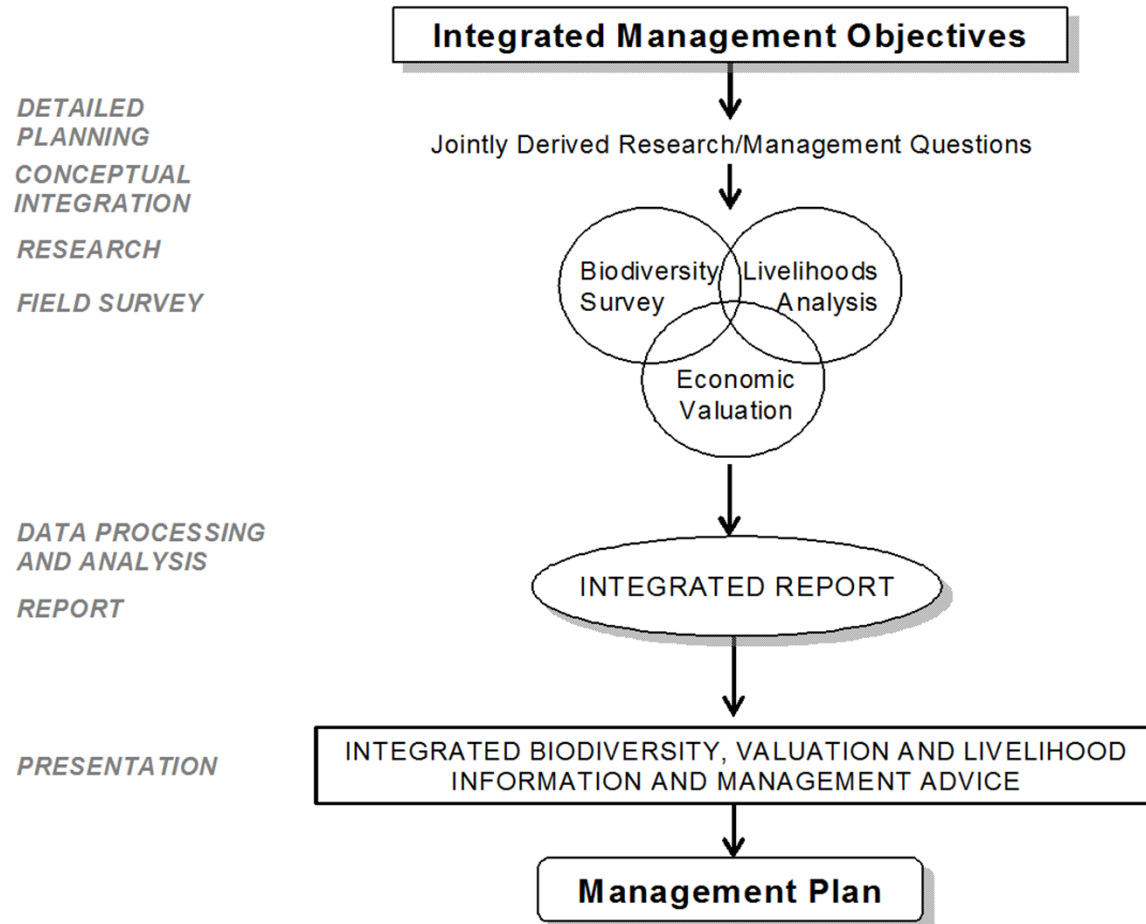 Integrated Management Objectives
DETAILED
PLANNING
Jointly Derived Research/Management Questions
CONCEPTUAL
INTEGRATION
RESEARCH
FIELD SURVEY
Biodiversity
Survey
Livelihoods
Analysis
Economic
Valuation
DATA PROCESSING
AND ANALYSIS
INTEGRATED REPORT
REPORT
PRESENTATION
INTEGRATED BIODIVERSITY, VALUATION AND LIVELIHOOD
INFORMATION AND MANAGEMENT ADVICE
Management Plan